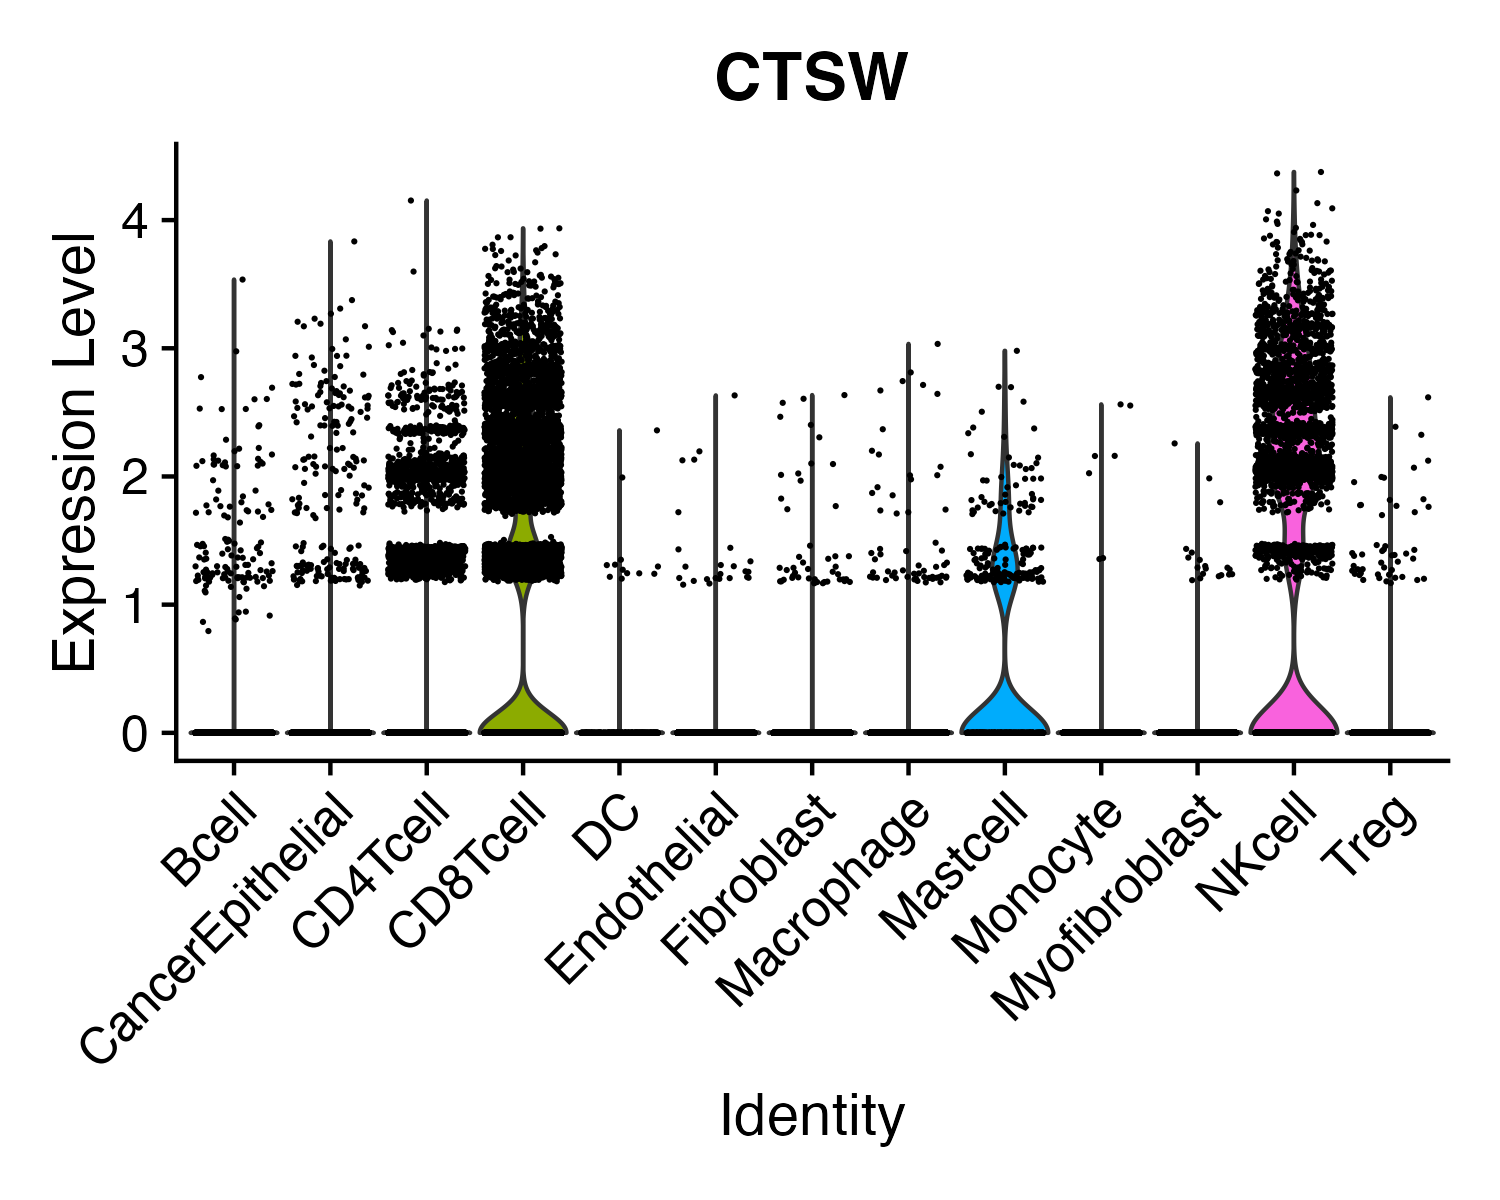 CTSW
Expression Level
4
3
2
1
0
Bcell
CancerEpithelial
CD4Tcell
CD8Tcell
DC
Endothelial
Fibroblast
Macrophage
Mastcell
Monocyte
Myofibroblast
NKcell
Treg
Identity